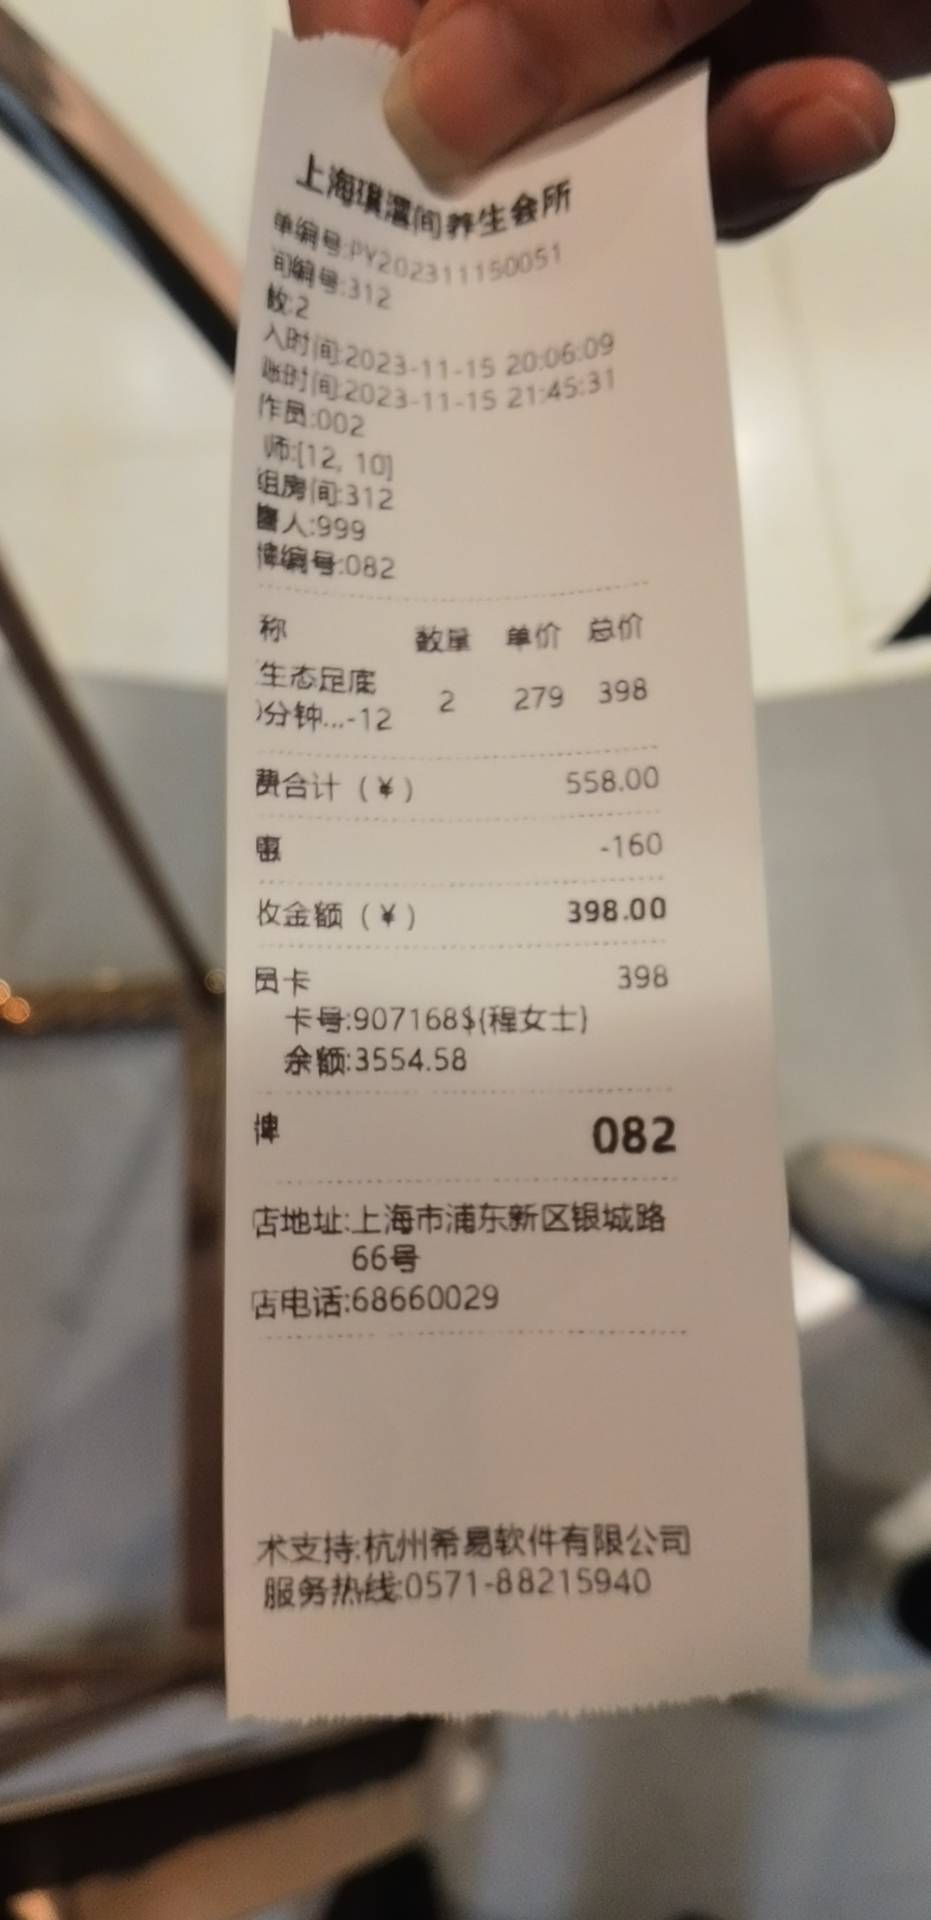 上海璞濯间养生会所
单编号:PY202311150051
间编号:312
数:2
入时间:2023-11-15 20:06:09
账时间:2023-11-15 21:45:31
作员:002
师:[12, 10]
组房间:312
人:999
牌编号:082
称 数量 单价 总价
生态足底 2 279 398
分钟...-12
费合计（￥） 558.00
惠 -160
收金额（￥） 398.00
员卡 398
卡号:907168$(程女士)
余额:3554.58
牌 082
店地址:上海市浦东新区银城路
66号
店电话:68660029
术支持:杭州希易软件有限公司
服务热线:0571-88215940